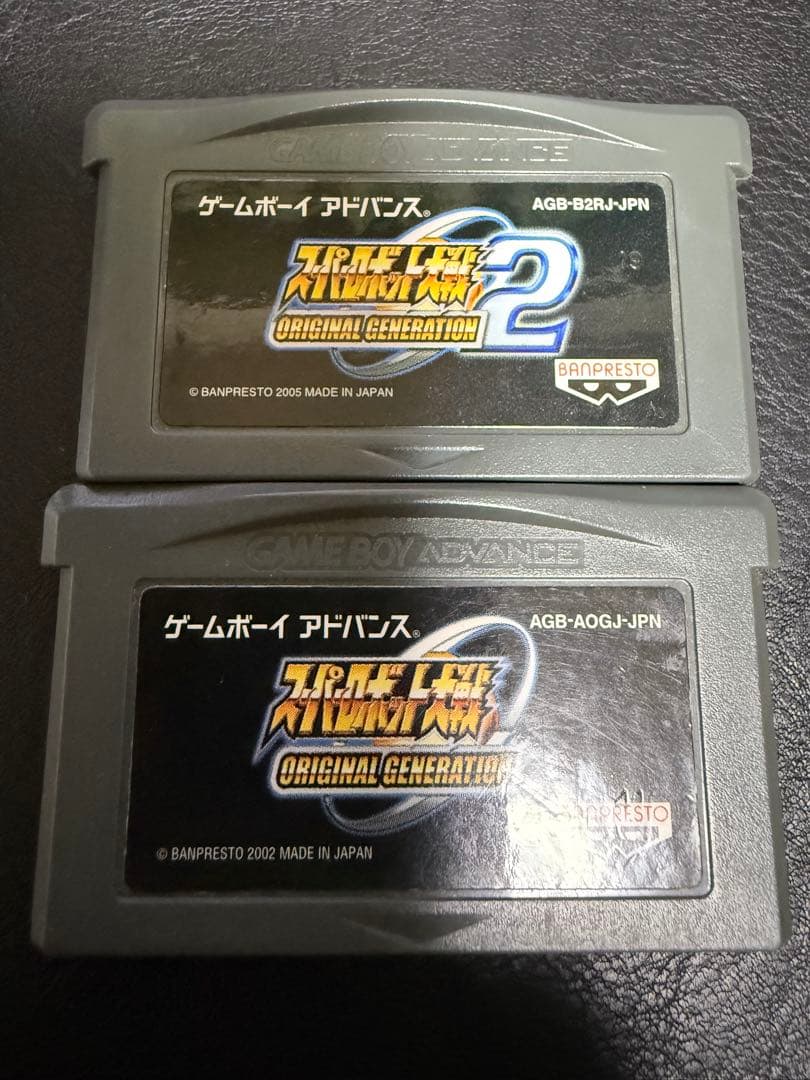 GAME BOY ADVANCE
ゲームボーイ アドバンス®
AGB-B2RJ-JPN
スーパーロボット大戦
2
ORIGINAL GENERATION
BANPRESTO
© BANPRESTO 2005 MADE IN JAPAN
GAME BOY ADVANCE
ゲームボーイ アドバンス®
AGB-AOGJ-JPN
スーパーロボット大戦
ORIGINAL GENERATION
BANPRESTO
© BANPRESTO 2002 MADE IN JAPAN